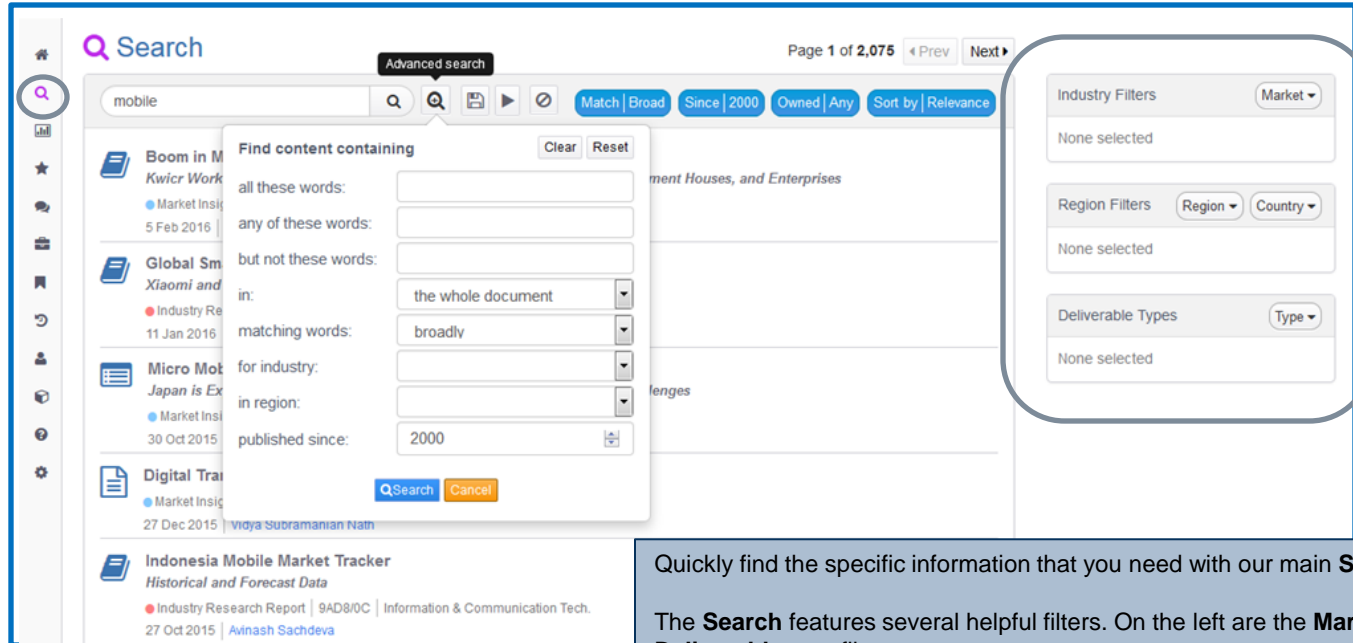 Search
Page 1 of 2,075 Prev Next
Advanced search
mobile
Match | Broad Since | 2000 Owned | Any Sort by | Relevance
Boom in M
Kwicr Work
ment Houses, and Enterprises
Market Insig
5 Feb 2016
Global Sm
Xiaomi and
Industry Re
11 Jan 2016
Micro Mob
Japan is Ex
lenges
Market Insi
30 Oct 2015
Digital Tra
Market Insig
27 Dec 2015 | Vidya Subramanian Nath
Indonesia Mobile Market Tracker
Historical and Forecast Data
Industry Research Report | 9AD8/0C | Information & Communication Tech.
27 Oct 2015 | Avinash Sachdeva
Find content containing Clear Reset
all these words:
any of these words:
but not these words:
in: the whole document
matching words: broadly
for industry:
in region:
published since: 2000
Search Cancel
Industry Filters Market
None selected
Region Filters Region Country
None selected
Deliverable Types Type
None selected
Quickly find the specific information that you need with our main S
The Search features several helpful filters. On the left are the Mar